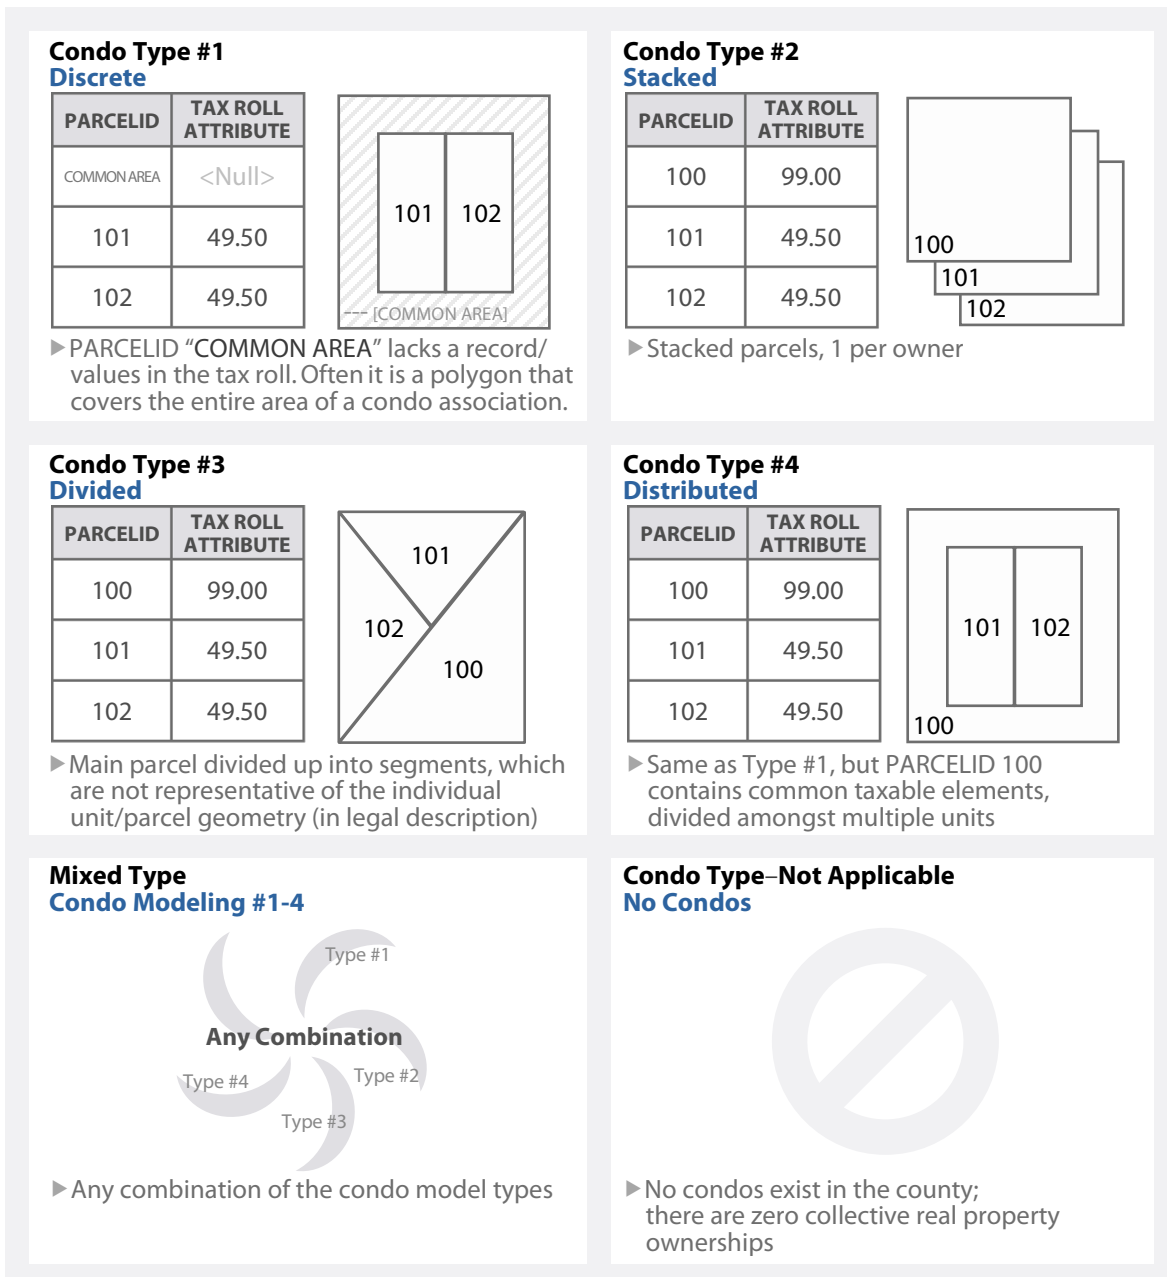 Condo Type #1
Discrete
PARCELID TAX ROLL ATTRIBUTE
COMMON AREA <Null>
101 49.50
102 49.50
101 102
--- [COMMON AREA]
▶PARCELID “COMMON AREA” lacks a record/
values in the tax roll. Often it is a polygon that
covers the entire area of a condo association.
Condo Type #2
Stacked
PARCELID TAX ROLL ATTRIBUTE
100 99.00
101 49.50
102 49.50
100
101
102
▶Stacked parcels, 1 per owner
Condo Type #3
Divided
PARCELID TAX ROLL ATTRIBUTE
100 99.00
101 49.50
102 49.50
101
102
100
▶Main parcel divided up into segments, which
are not representative of the individual
unit/parcel geometry (in legal description)
Condo Type #4
Distributed
PARCELID TAX ROLL ATTRIBUTE
100 99.00
101 49.50
102 49.50
101 102
100
▶Same as Type #1, but PARCELID 100
contains common taxable elements,
divided amongst multiple units
Mixed Type
Condo Modeling #1-4
Type #1
Any Combination
Type #4 Type #2
Type #3
▶Any combination of the condo model types
Condo Type–Not Applicable
No Condos
▶No condos exist in the county;
there are zero collective real property
ownerships